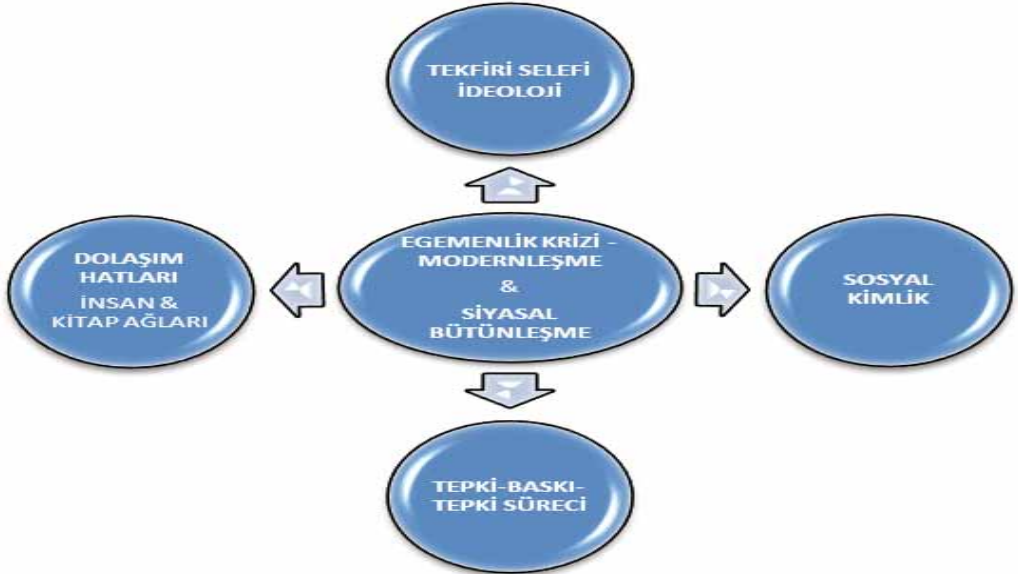 TEKFİRİ SELEFİ
İDEOLOJİ
DOLAŞIM
HATLARI
İNSAN &
KİTAP AĞLARI
EGEMENLİK KRİZİ -
MODERNLEŞME
&
SİYASAL
BÜTÜNLEŞME
SOSYAL
KİMLİK
TEPKİ-BASKI-
TEPKİ SÜRECİ